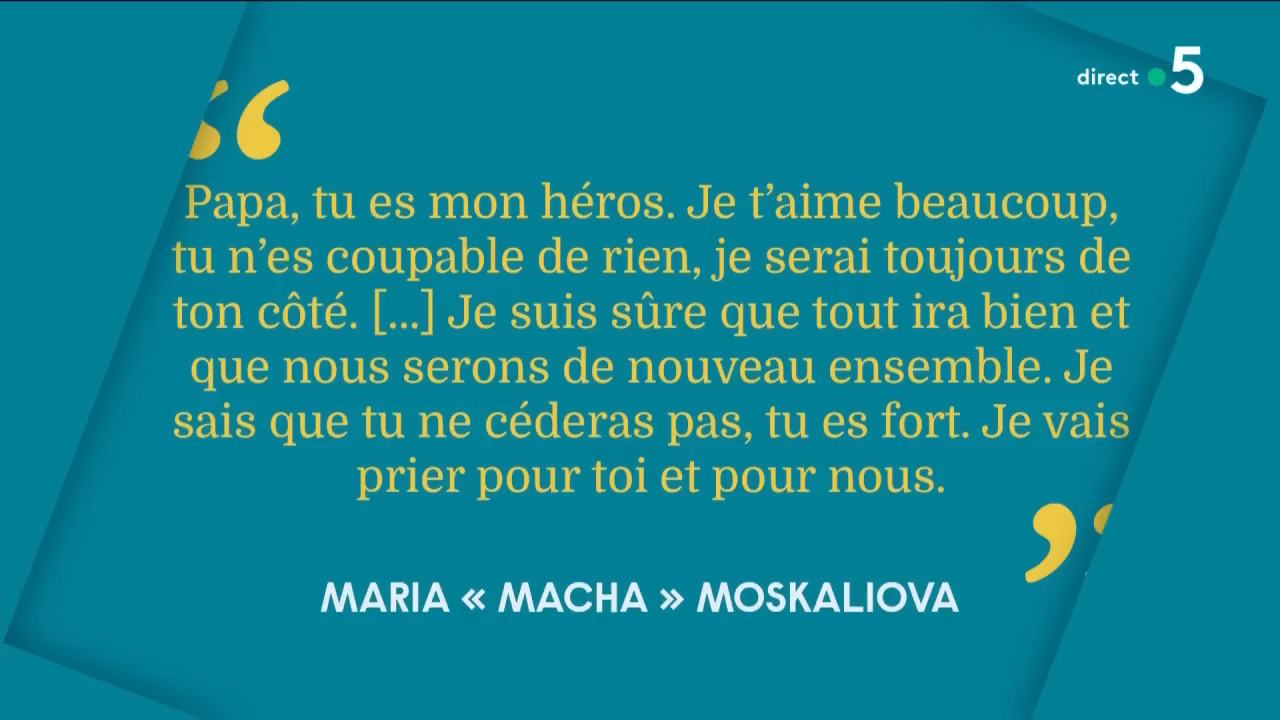 direct 5
“
Papa, tu es mon héros. Je t’aime beaucoup,
tu n’es coupable de rien, je serai toujours de
ton côté. [...] Je suis sûre que tout ira bien et
que nous serons de nouveau ensemble. Je
sais que tu ne céderas pas, tu es fort. Je vais
prier pour toi et pour nous.
”
MARIA « MACHA » MOSKALIOVA